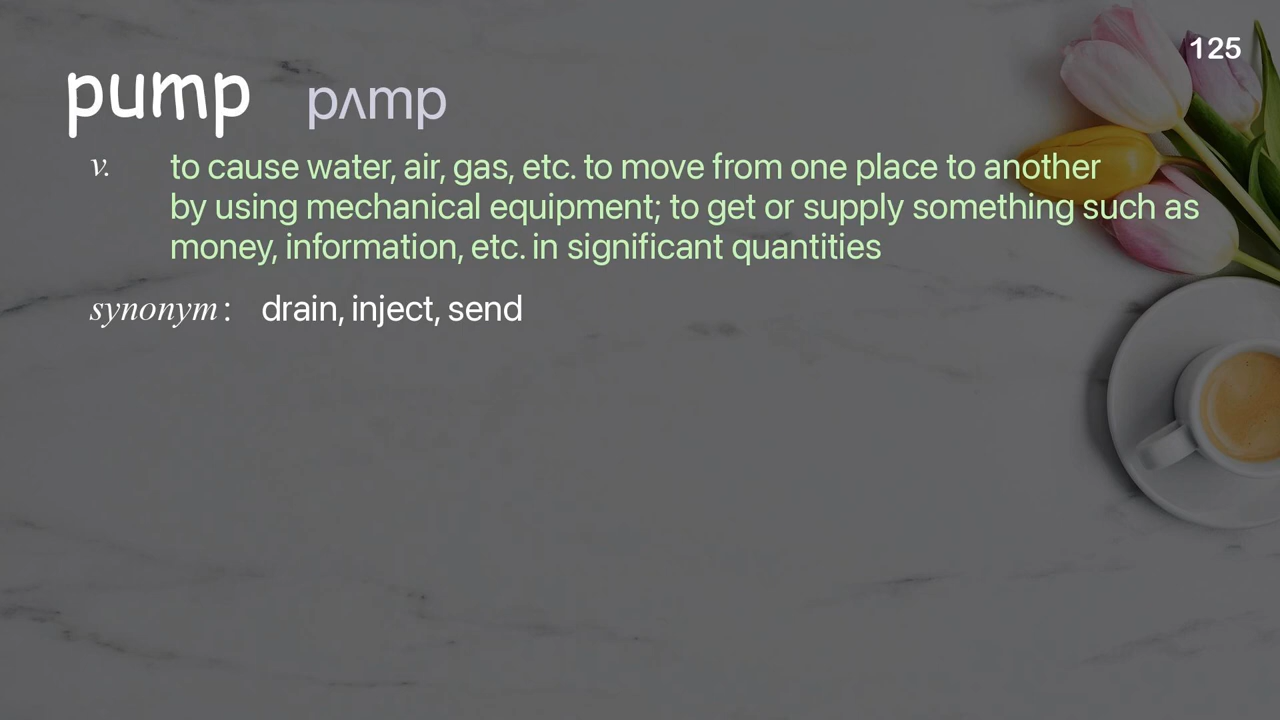 125
pump pʌmp
v. to cause water, air, gas, etc. to move from one place to another
by using mechanical equipment; to get or supply something such as
money, information, etc. in significant quantities
synonym: drain, inject, send